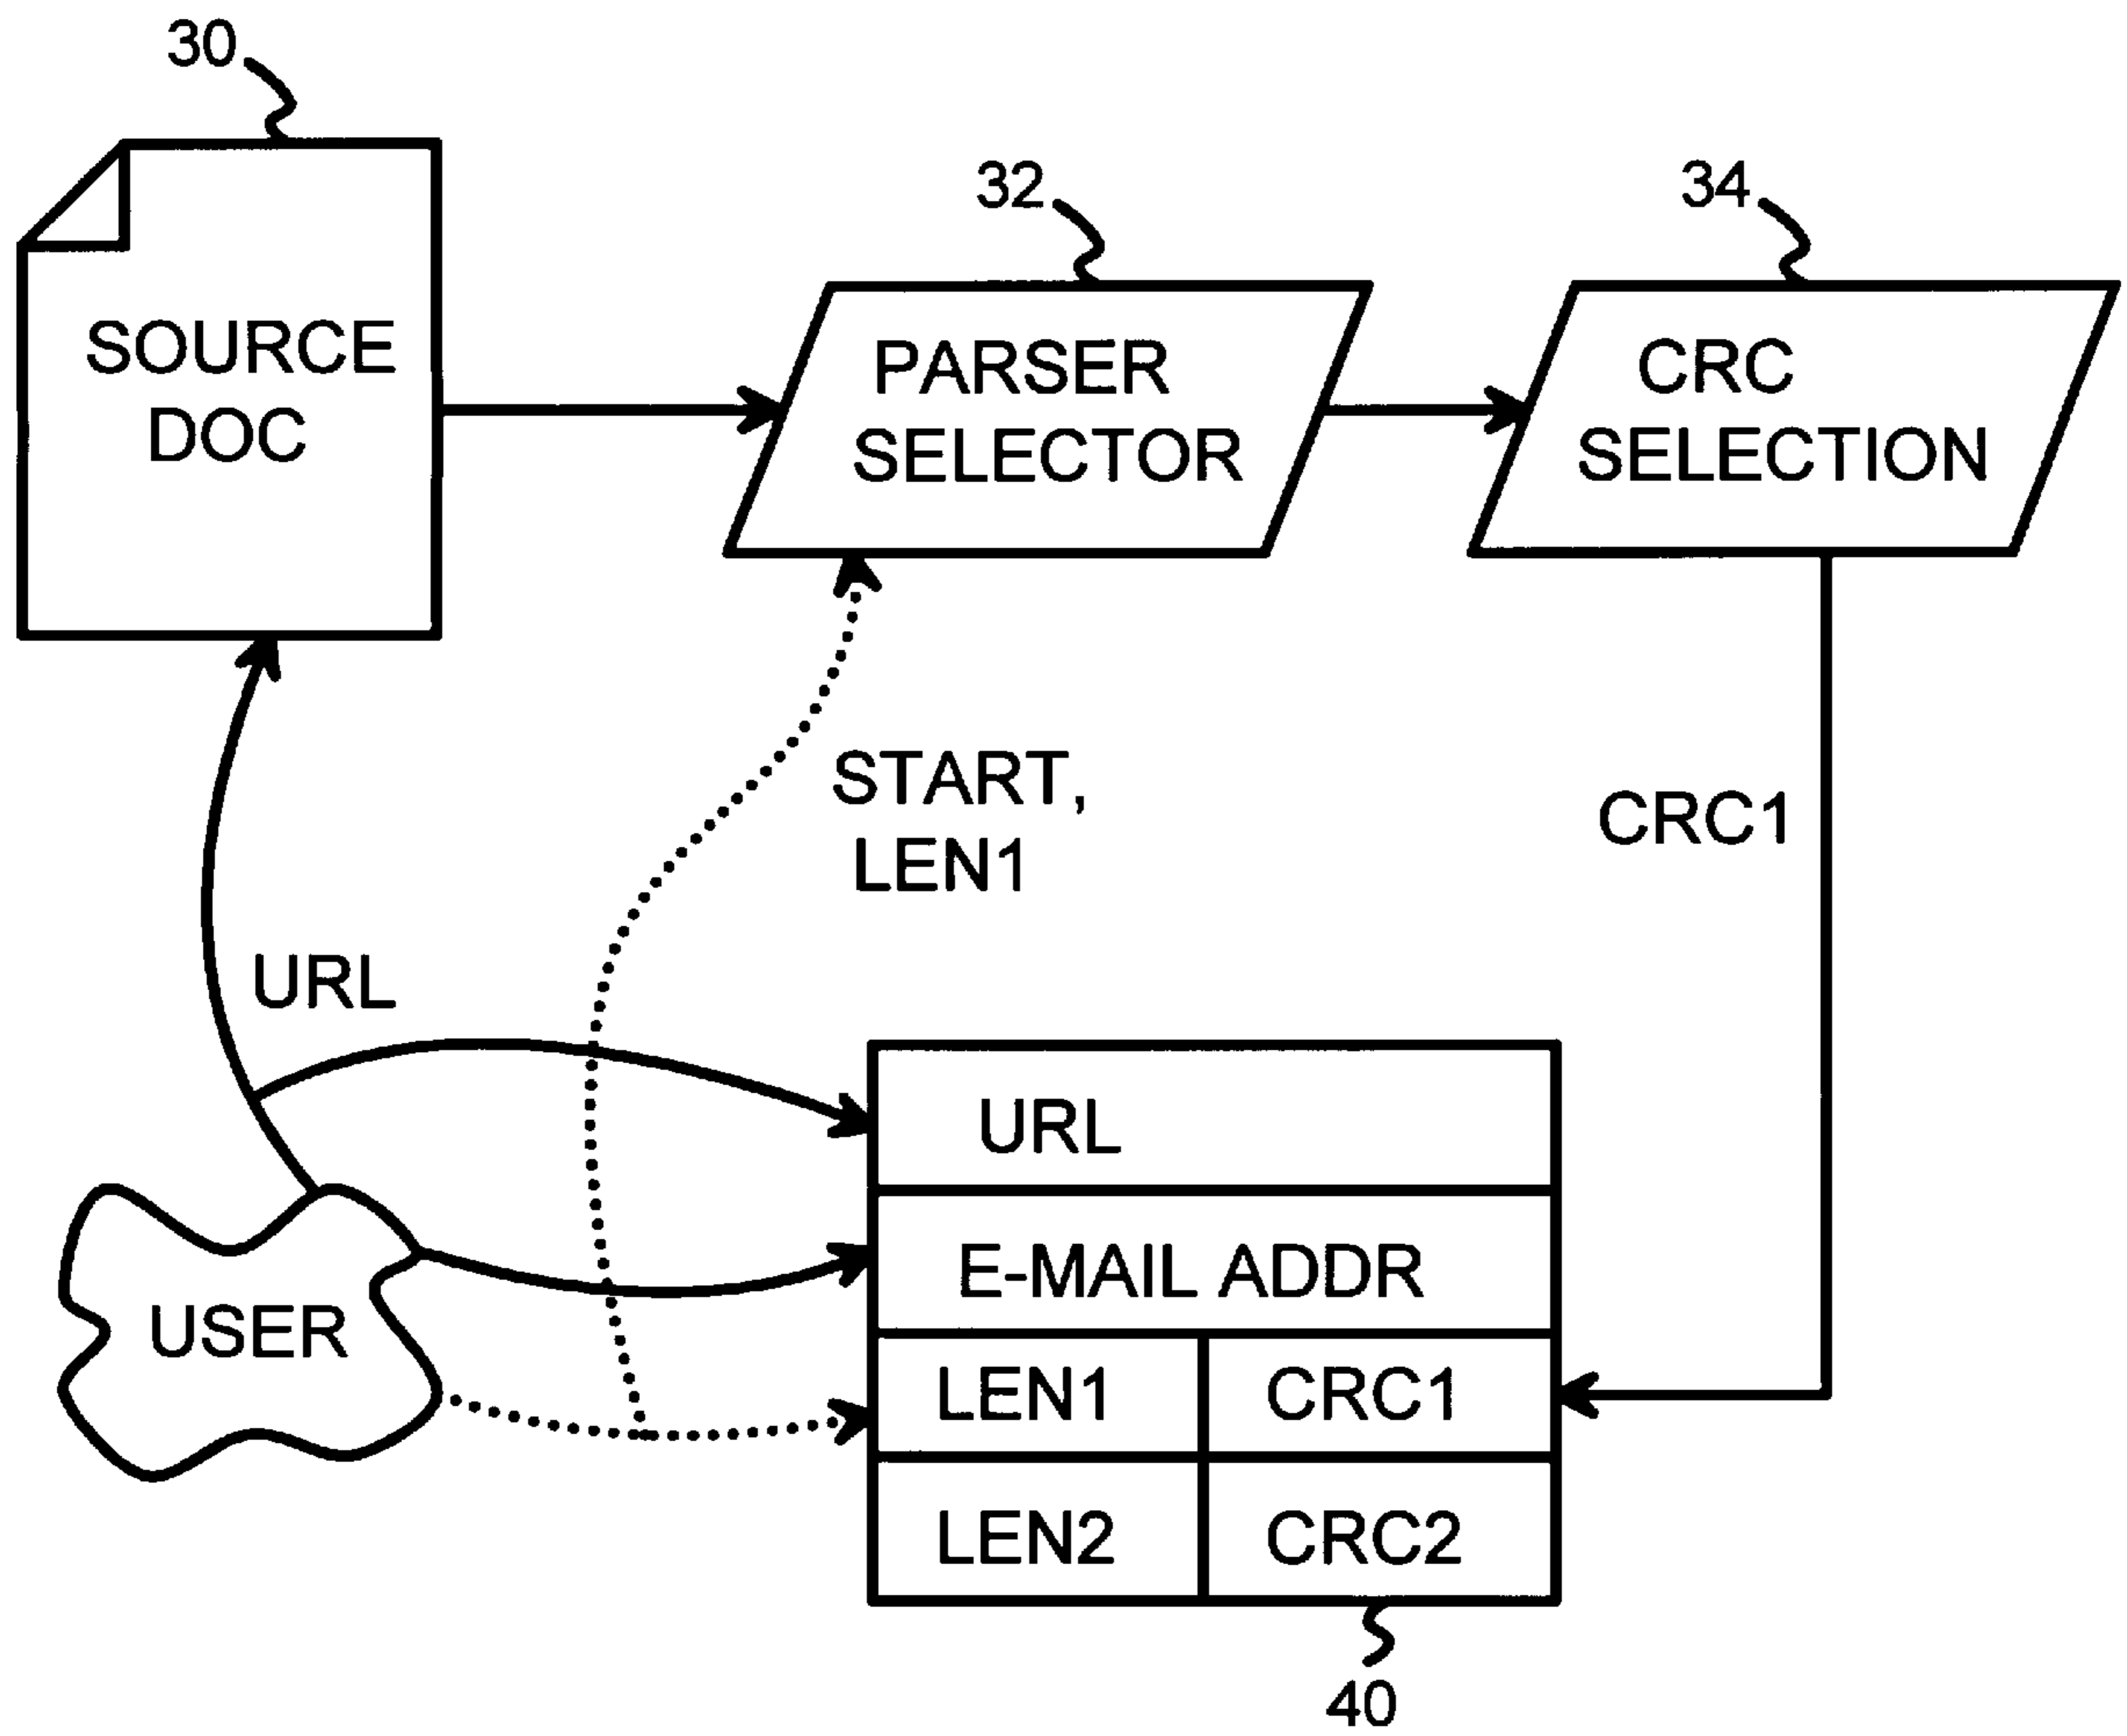 30
32
34
SOURCE
DOC
PARSER
SELECTOR
CRC
SELECTION
START,
LEN1
CRC1
URL
URL
E-MAIL ADDR
USER
LEN1
CRC1
LEN2
CRC2
40